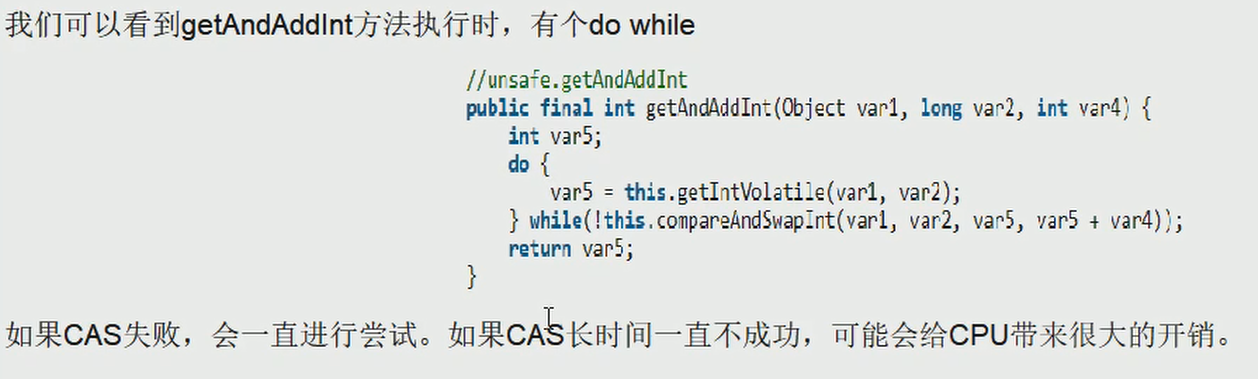 我们可以看到getAndAddInt方法执行时，有个do while
//unsafe.getAndAddInt
public final int getAndAddInt(Object var1, long var2, int var4) {
int var5;
do {
var5 = this.getIntVolatile(var1, var2);
} while(!this.compareAndSwapInt(var1, var2, var5, var5 + var4));
return var5;
}
如果CAS失败，会一直进行尝试。如果CAS长时间一直不成功，可能会给CPU带来很大的开销。